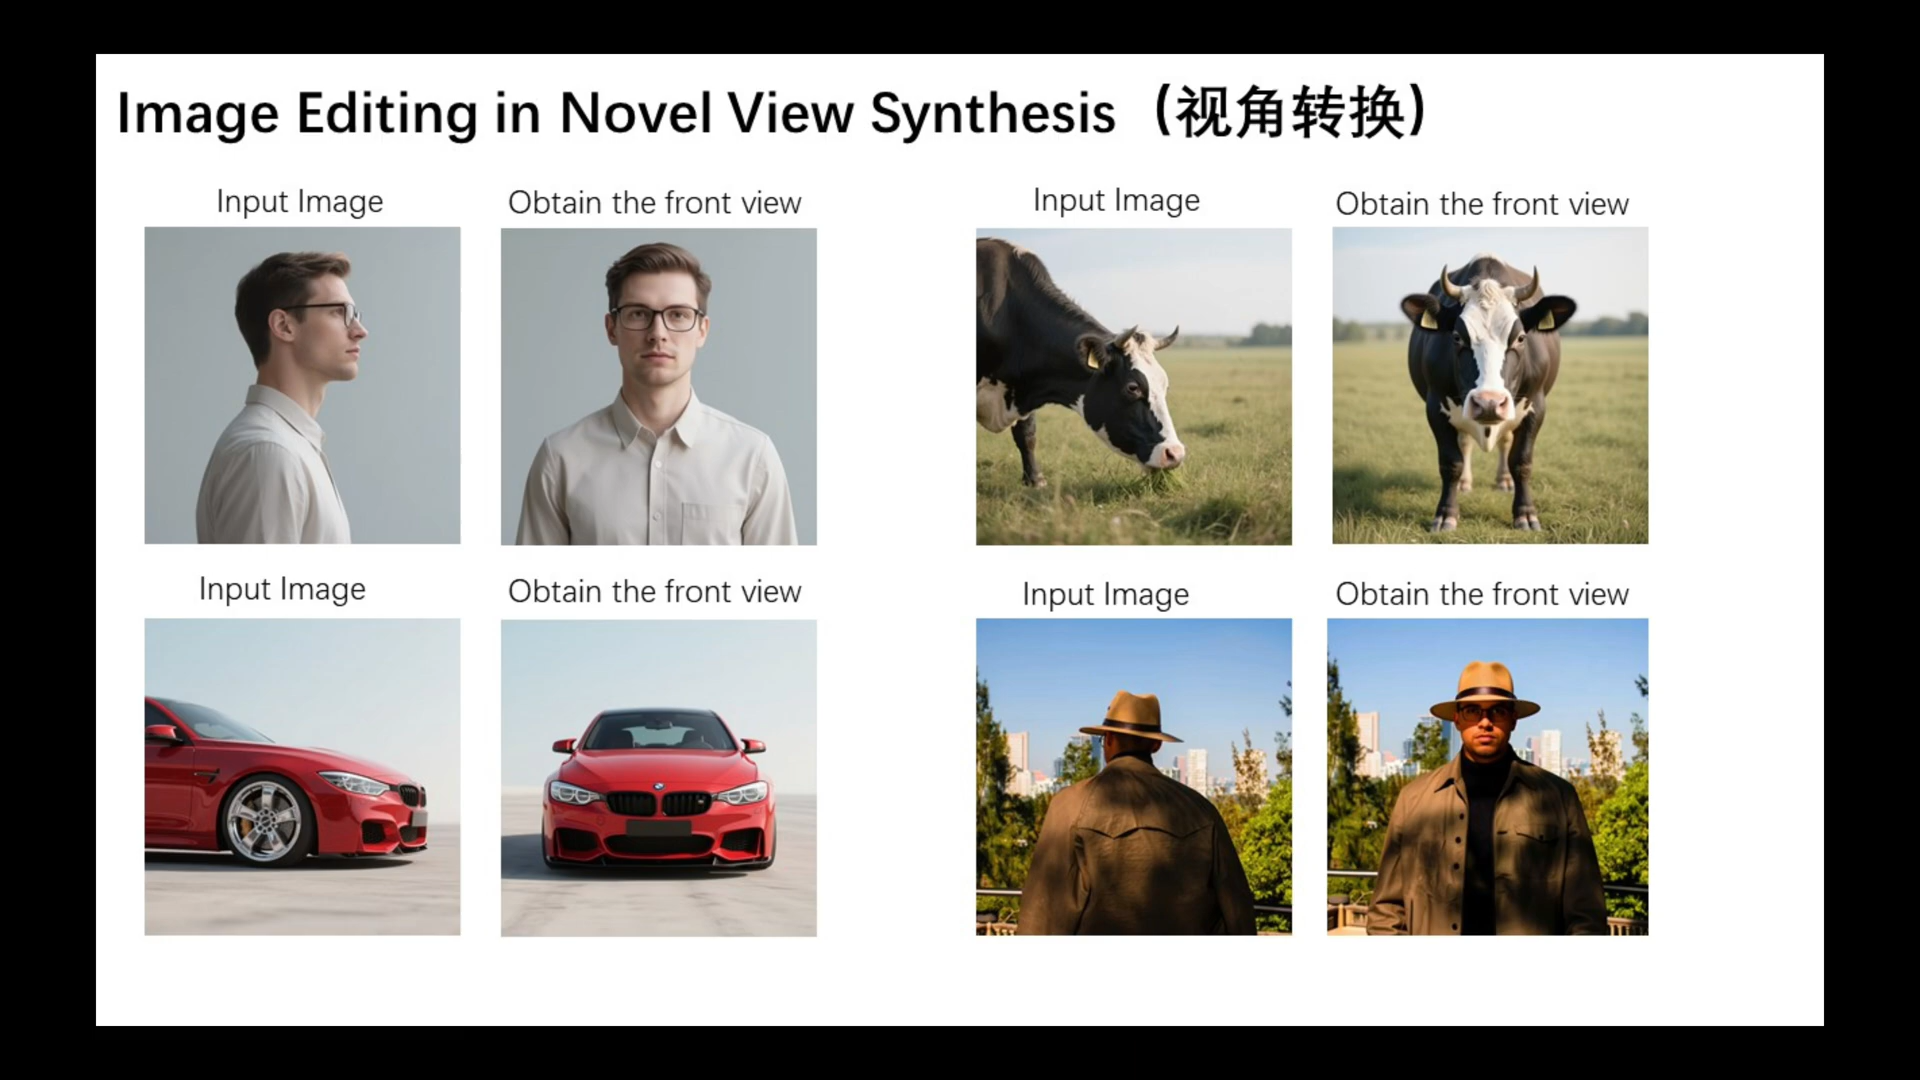 Image Editing in Novel View Synthesis（视角转换）
Input Image
Obtain the front view
Input Image
Obtain the front view
Input Image
Obtain the front view
Input Image
Obtain the front view